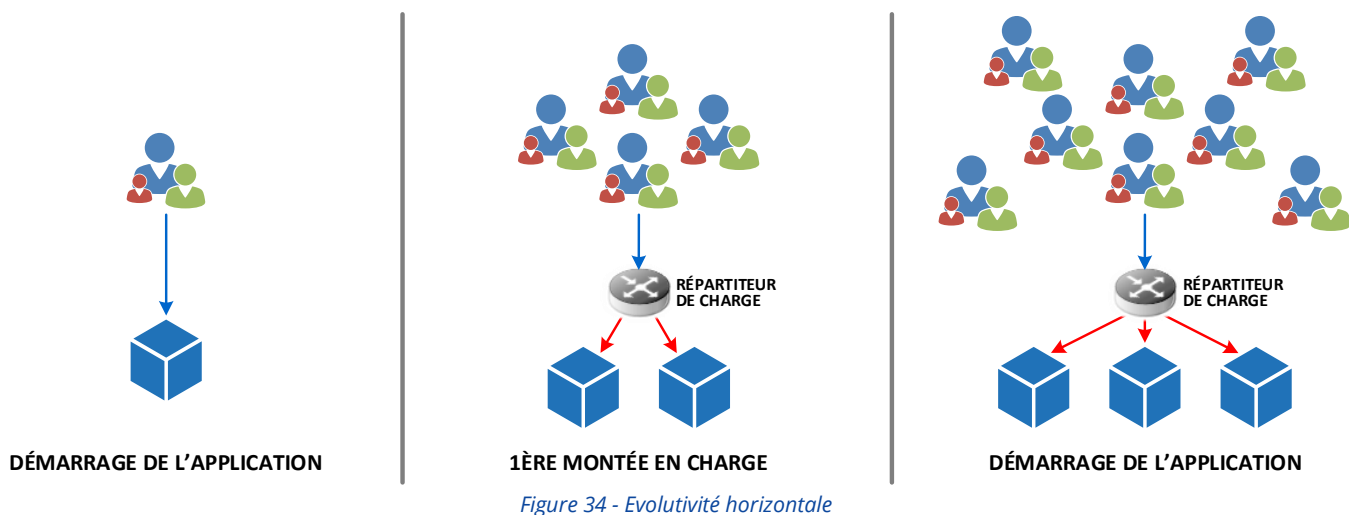 RÉPARTITEUR
DE CHARGE
RÉPARTITEUR
DE CHARGE
DÉMARRAGE DE L’APPLICATION
1ÈRE MONTÉE EN CHARGE
DÉMARRAGE DE L’APPLICATION
Figure 34 - Evolutivité horizontale